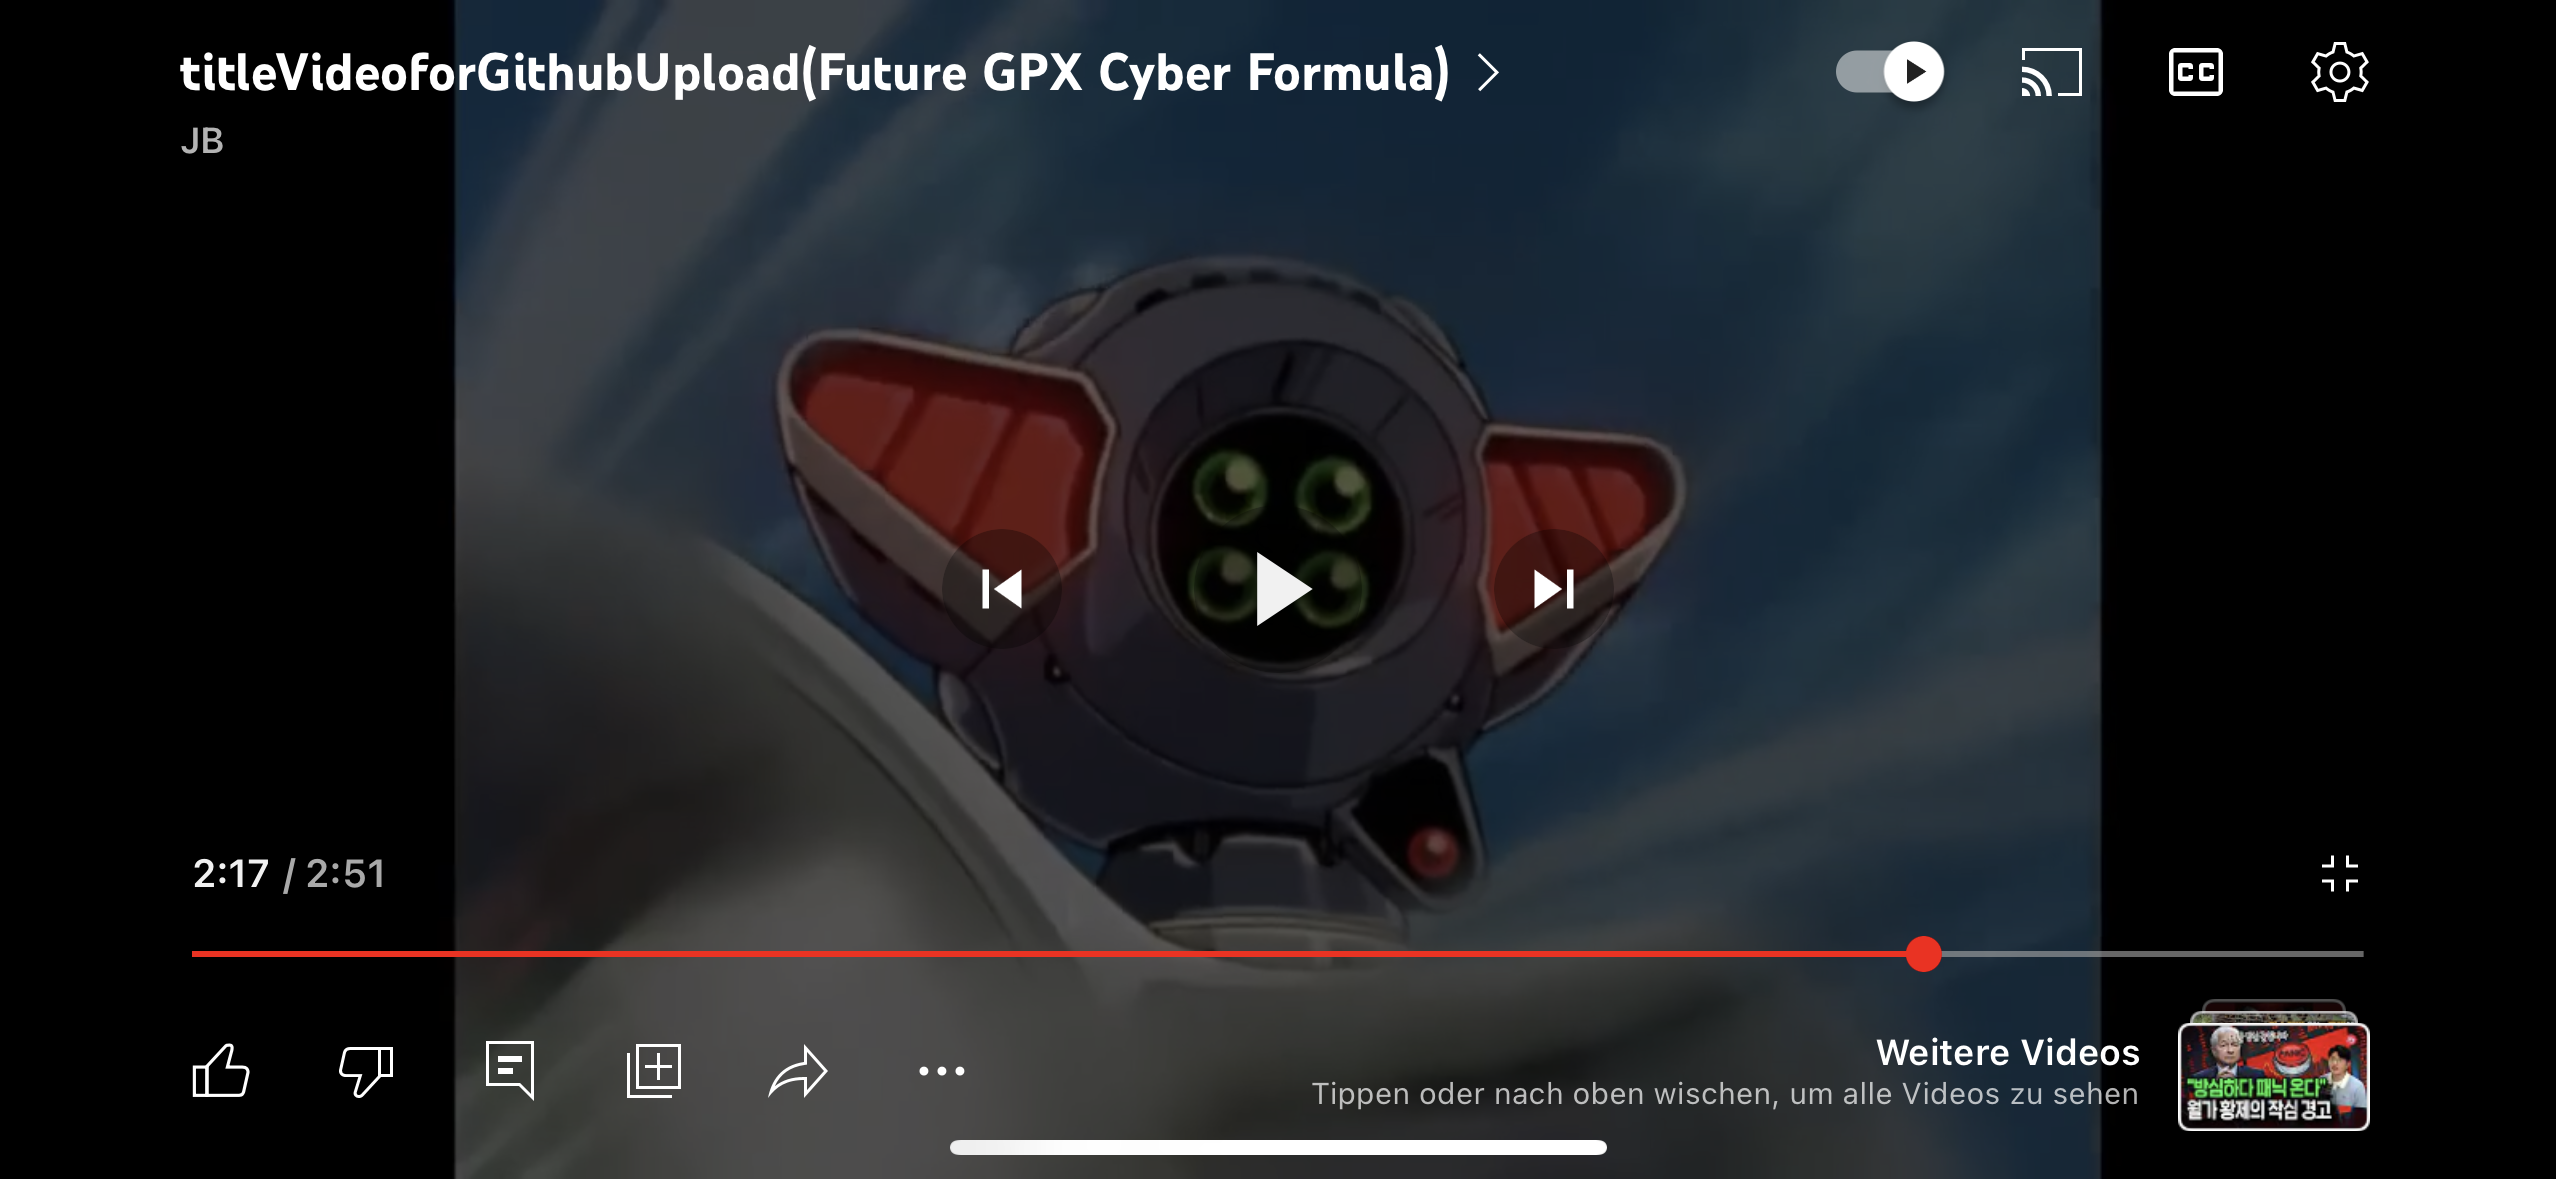 titleVideoforGithubUpload(Future GPX Cyber Formula)
JB
CC
2:17 / 2:51
Weitere Videos
Tippen oder nach oben wischen, um alle Videos zu sehen
PANIC
"방심하다 패닉 온다"
월가 황제의 작심 경고